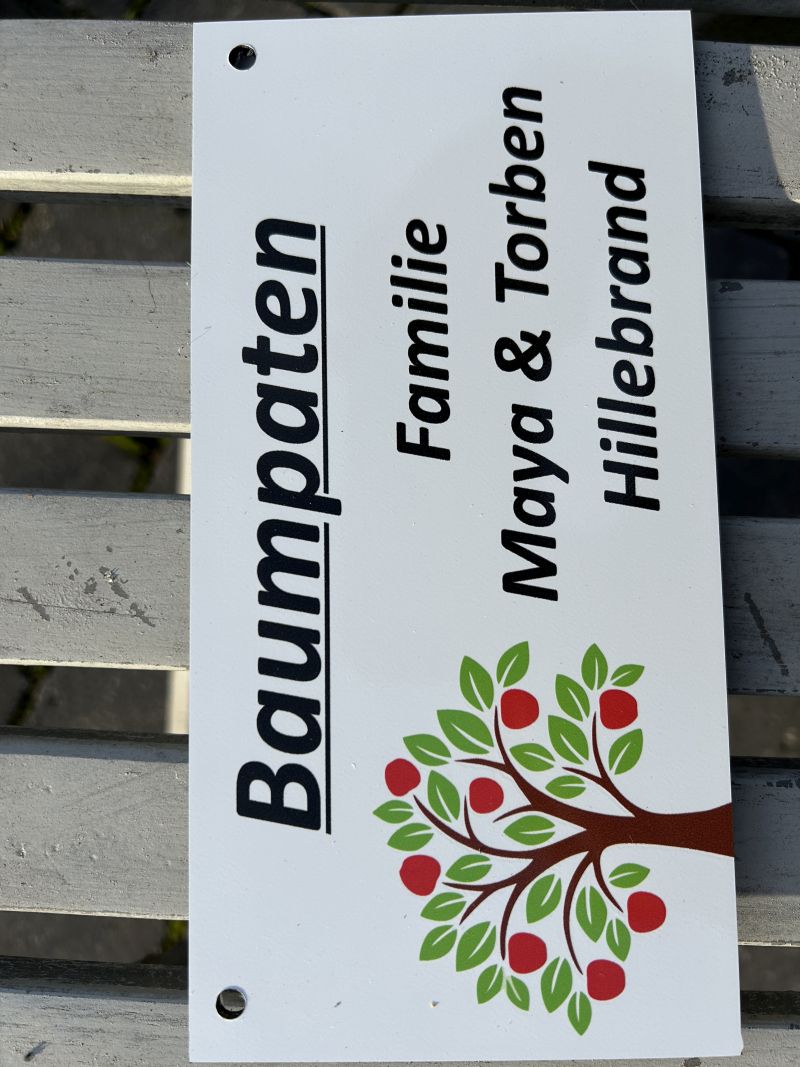 Baumpaten
Familie
Maya & Torben
Hillebrand